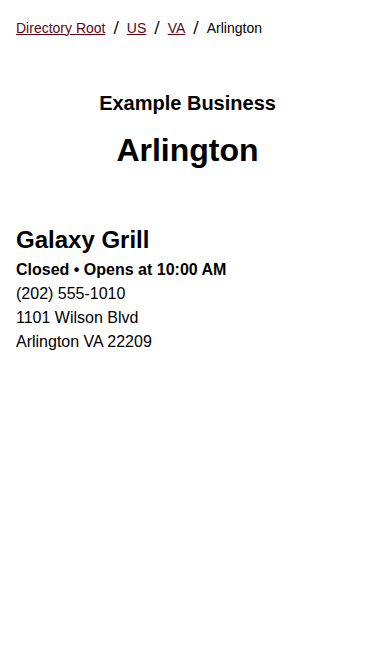 Directory Root / US / VA / Arlington
Example Business
Arlington
Galaxy Grill
Closed • Opens at 10:00 AM
(202) 555-1010
1101 Wilson Blvd
Arlington VA 22209